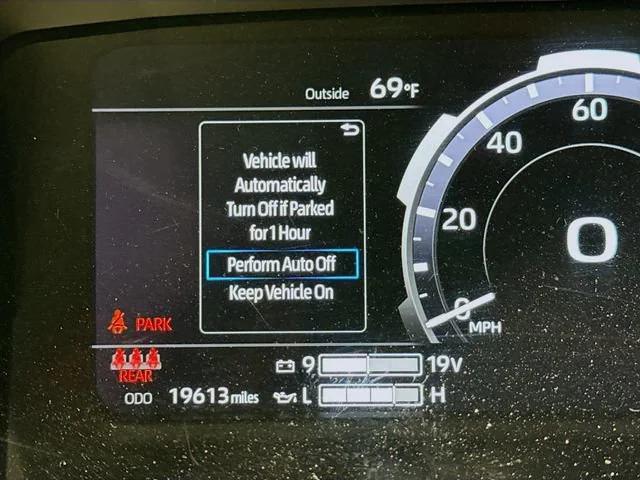 Outside 69°F
Vehicle will
Automatically
Turn Off if Parked
for 1 Hour
Perform Auto Off
Keep Vehicle On
PARK
REAR
ODO 19613 miles
9 19V
L H
60
40
20
0
0
MPH